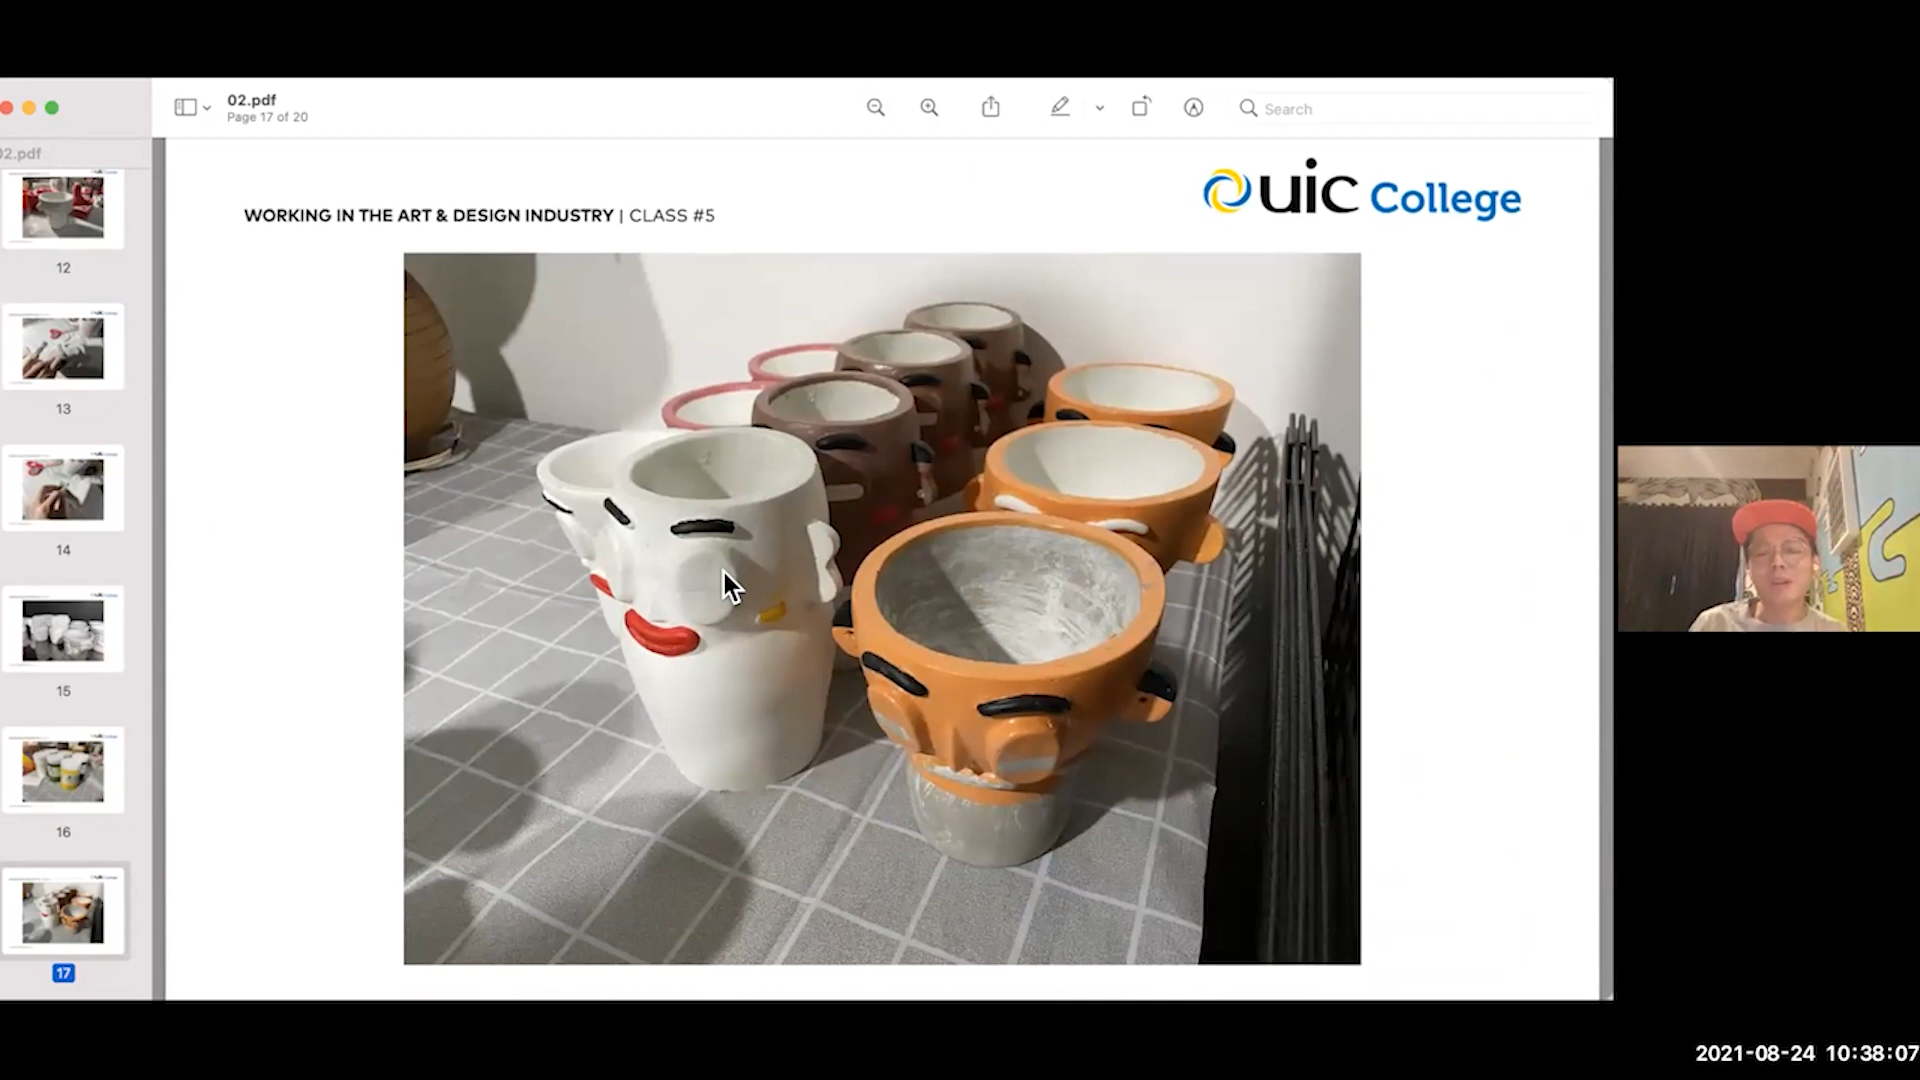 02.pdf
Page 17 of 20
Search
02.pdf
WORKING IN THE ART & DESIGN INDUSTRY | CLASS #5
uic College
12
13
14
15
16
17
2021-08-24 10:38:07